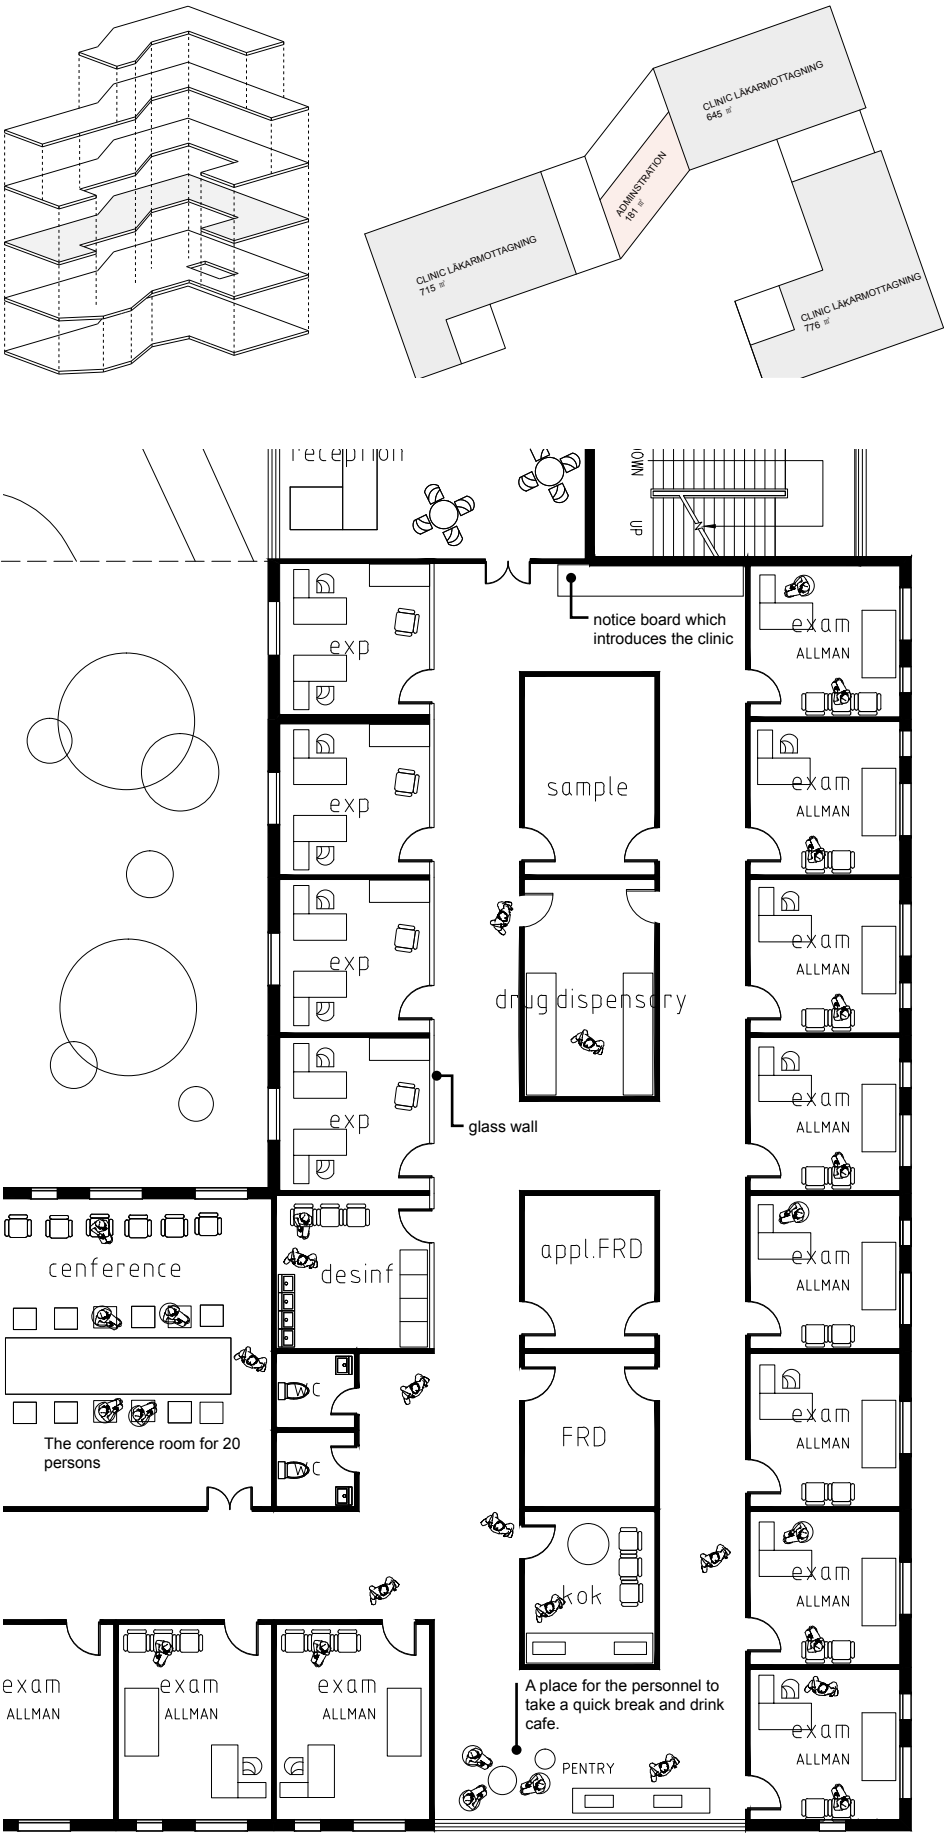 CLINIC LÄKARMOTTAGNING
645 ㎡
ADMINSTRATION
181 ㎡
CLINIC LÄKARMOTTAGNING
715 ㎡
CLINIC LÄKARMOTTAGNING
776 ㎡
reception
DOWN
UP
notice board which
introduces the clinic
exam
ALLMAN
exp
sample
exam
ALLMAN
exp
exam
ALLMAN
exp
drug dispensary
exam
ALLMAN
exp
glass wall
cenference
desinf
appl.FRD
exam
ALLMAN
WC
exam
ALLMAN
FRD
The conference room for 20
persons
WC
exam
ALLMAN
kok
exam
ALLMAN
exam
ALLMAN
exam
ALLMAN
A place for the personnel to
take a quick break and drink
cafe.
exam
ALLMAN
PENTRY